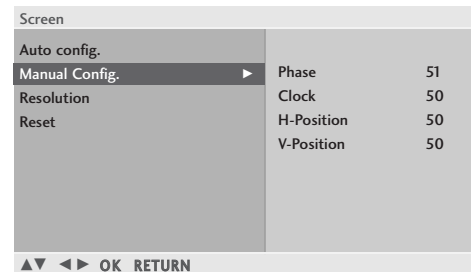 Screen
Auto config.
Manual Config. ►
Resolution
Reset
Phase 51
Clock 50
H-Position 50
V-Position 50
▲▼ ◄► OK RETURN